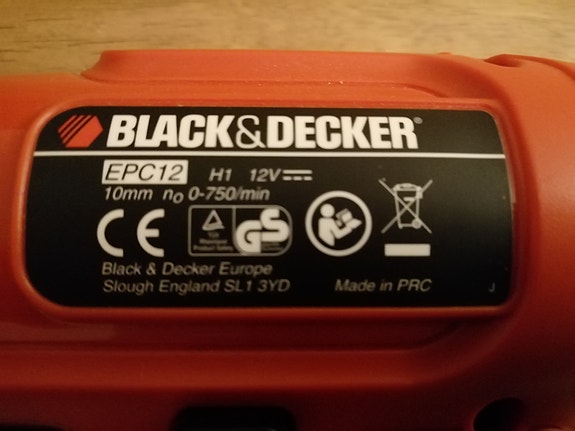 BLACK&DECKER®
EPC12 H1 12V
10mm n₀ 0-750/min
CE GS
Black & Decker Europe
Slough England SL1 3YD Made in PRC J